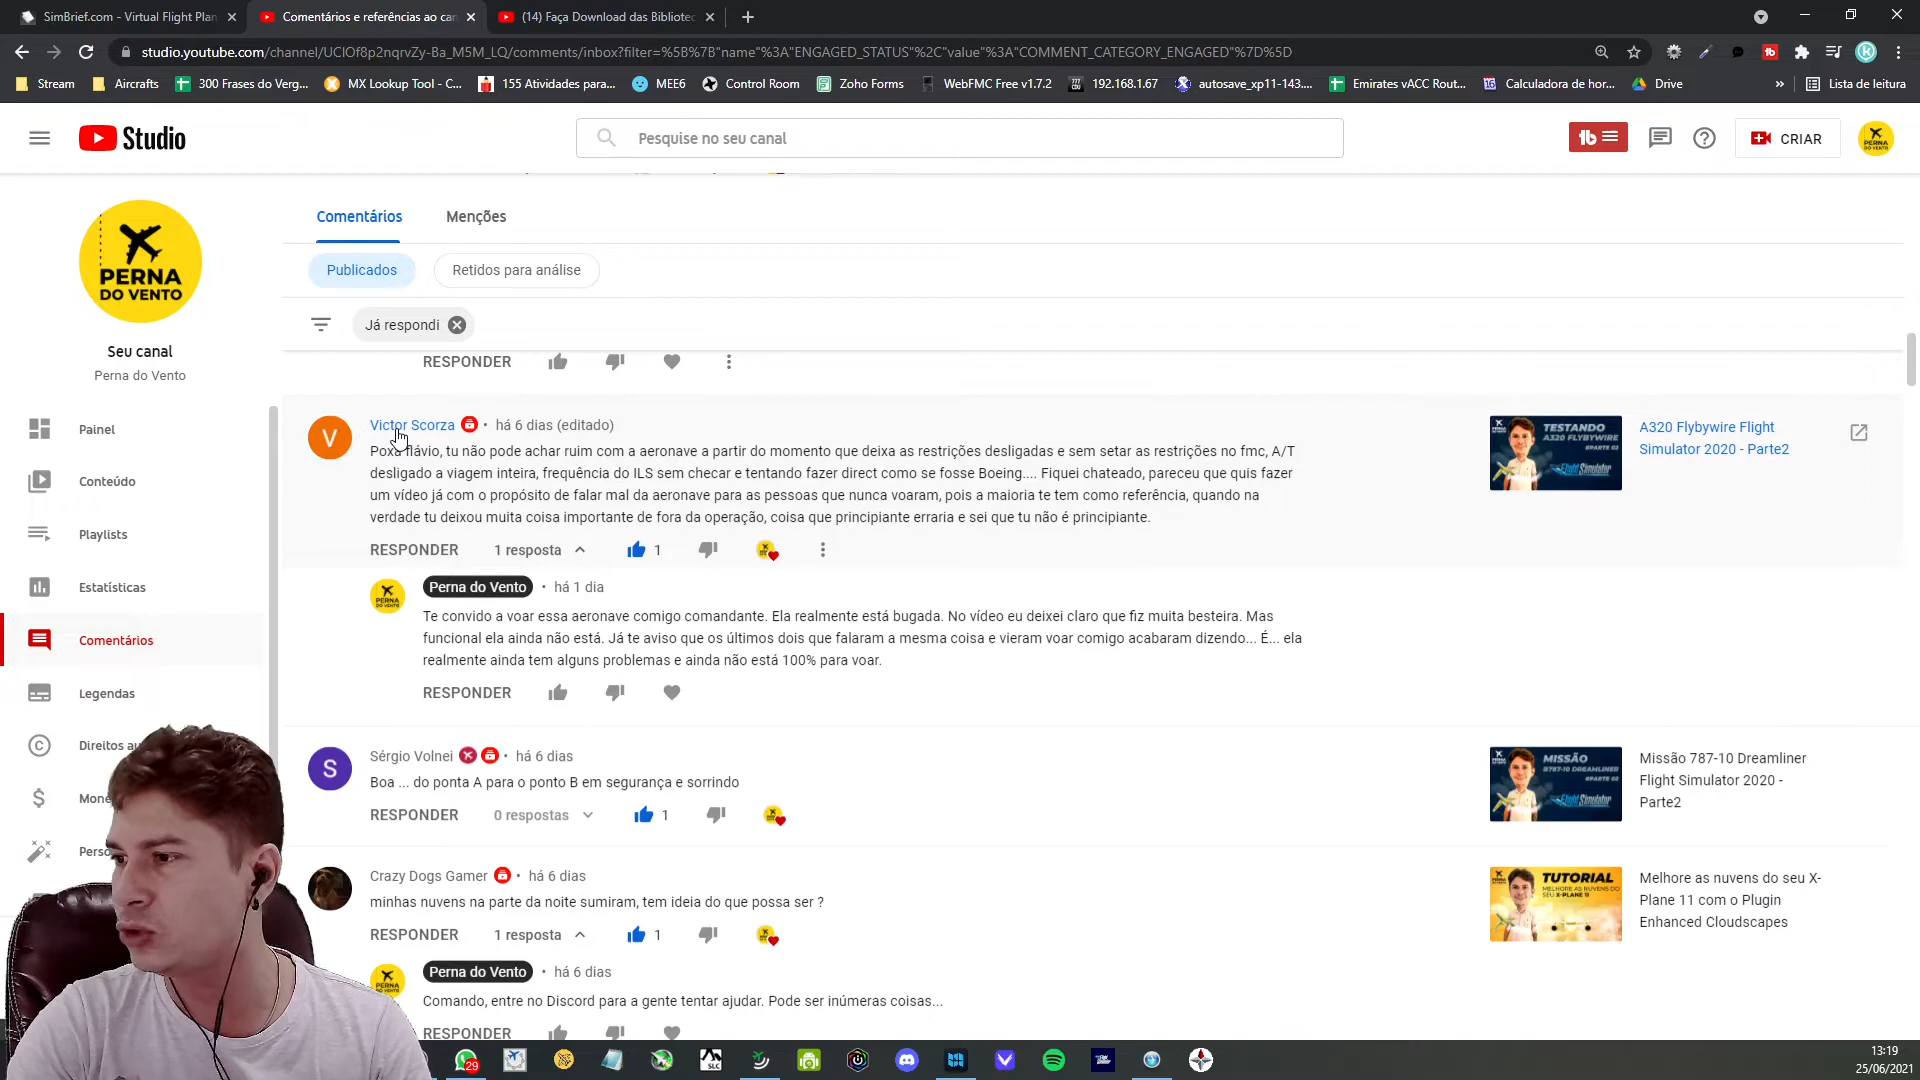 SimBrief.com - Virtual Flight Plan
Comentários e referências ao can
(14) Faça Download das Bibliotec
studio.youtube.com/channel/UCIOf8p2nqrvZy-Ba_M5M_LQ/comments/inbox?filter=%5B%7B"name"%3A"ENGAGED_STATUS"%2C"value"%3A"COMMENT_CATEGORY_ENGAGED"%7D%5D
Stream
Aircrafts
300 Frases do Verg...
MX Lookup Tool - C...
155 Atividades para...
MEE6
Control Room
Zoho Forms
WebFMC Free v1.7.2
192.168.1.67
autosave_xp11-143....
Emirates vACC Rout...
Calculadora de hor...
Drive
»
Lista de leitura
Studio
Pesquise no seu canal
CRIAR
PERNA
DO VENTO
Seu canal
Perna do Vento
Painel
Conteúdo
Playlists
Estatísticas
Comentários
Legendas
Direitos au
Mone
Perso
Comentários
Menções
Publicados
Retidos para análise
Já respondi
RESPONDER
Victor Scorza • há 6 dias (editado)
Poxa flávio, tu não pode achar ruim com a aeronave a partir do momento que deixa as restrições desligadas e sem setar as restrições no fmc, A/T
desligado a viagem inteira, frequência do ILS sem checar e tentando fazer direct como se fosse Boeing.... Fiquei chateado, pareceu que quis fazer
um vídeo já com o propósito de falar mal da aeronave para as pessoas que nunca voaram, pois a maioria te tem como referência, quando na
verdade tu deixou muita coisa importante de fora da operação, coisa que principiante erraria e sei que tu não é principiante.
RESPONDER 1 resposta 1
TESTANDO
A320 FLYBYWIRE
A320 Flybywire Flight
Simulator 2020 - Parte2
Perna do Vento • há 1 dia
Te convido a voar essa aeronave comigo comandante. Ela realmente está bugada. No vídeo eu deixei claro que fiz muita besteira. Mas
funcional ela ainda não está. Já te aviso que os últimos dois que falaram a mesma coisa e vieram voar comigo acabaram dizendo... É... ela
realmente ainda tem alguns problemas e ainda não está 100% para voar.
RESPONDER
Sérgio Volnei • há 6 dias
Boa ... do ponta A para o ponto B em segurança e sorrindo
RESPONDER 0 respostas 1
MISSÃO
Missão 787-10 Dreamliner
Flight Simulator 2020 -
Parte2
Crazy Dogs Gamer • há 6 dias
minhas nuvens na parte da noite sumiram, tem ideia do que possa ser ?
RESPONDER 1 resposta 1
TUTORIAL
Melhore as nuvens do seu X-
Plane 11 com o Plugin
Enhanced Cloudscapes
Perna do Vento • há 6 dias
Comando, entre no Discord para a gente tentar ajudar. Pode ser inúmeras coisas...
RESPONDER
29
SLC
13:19
25/06/2021